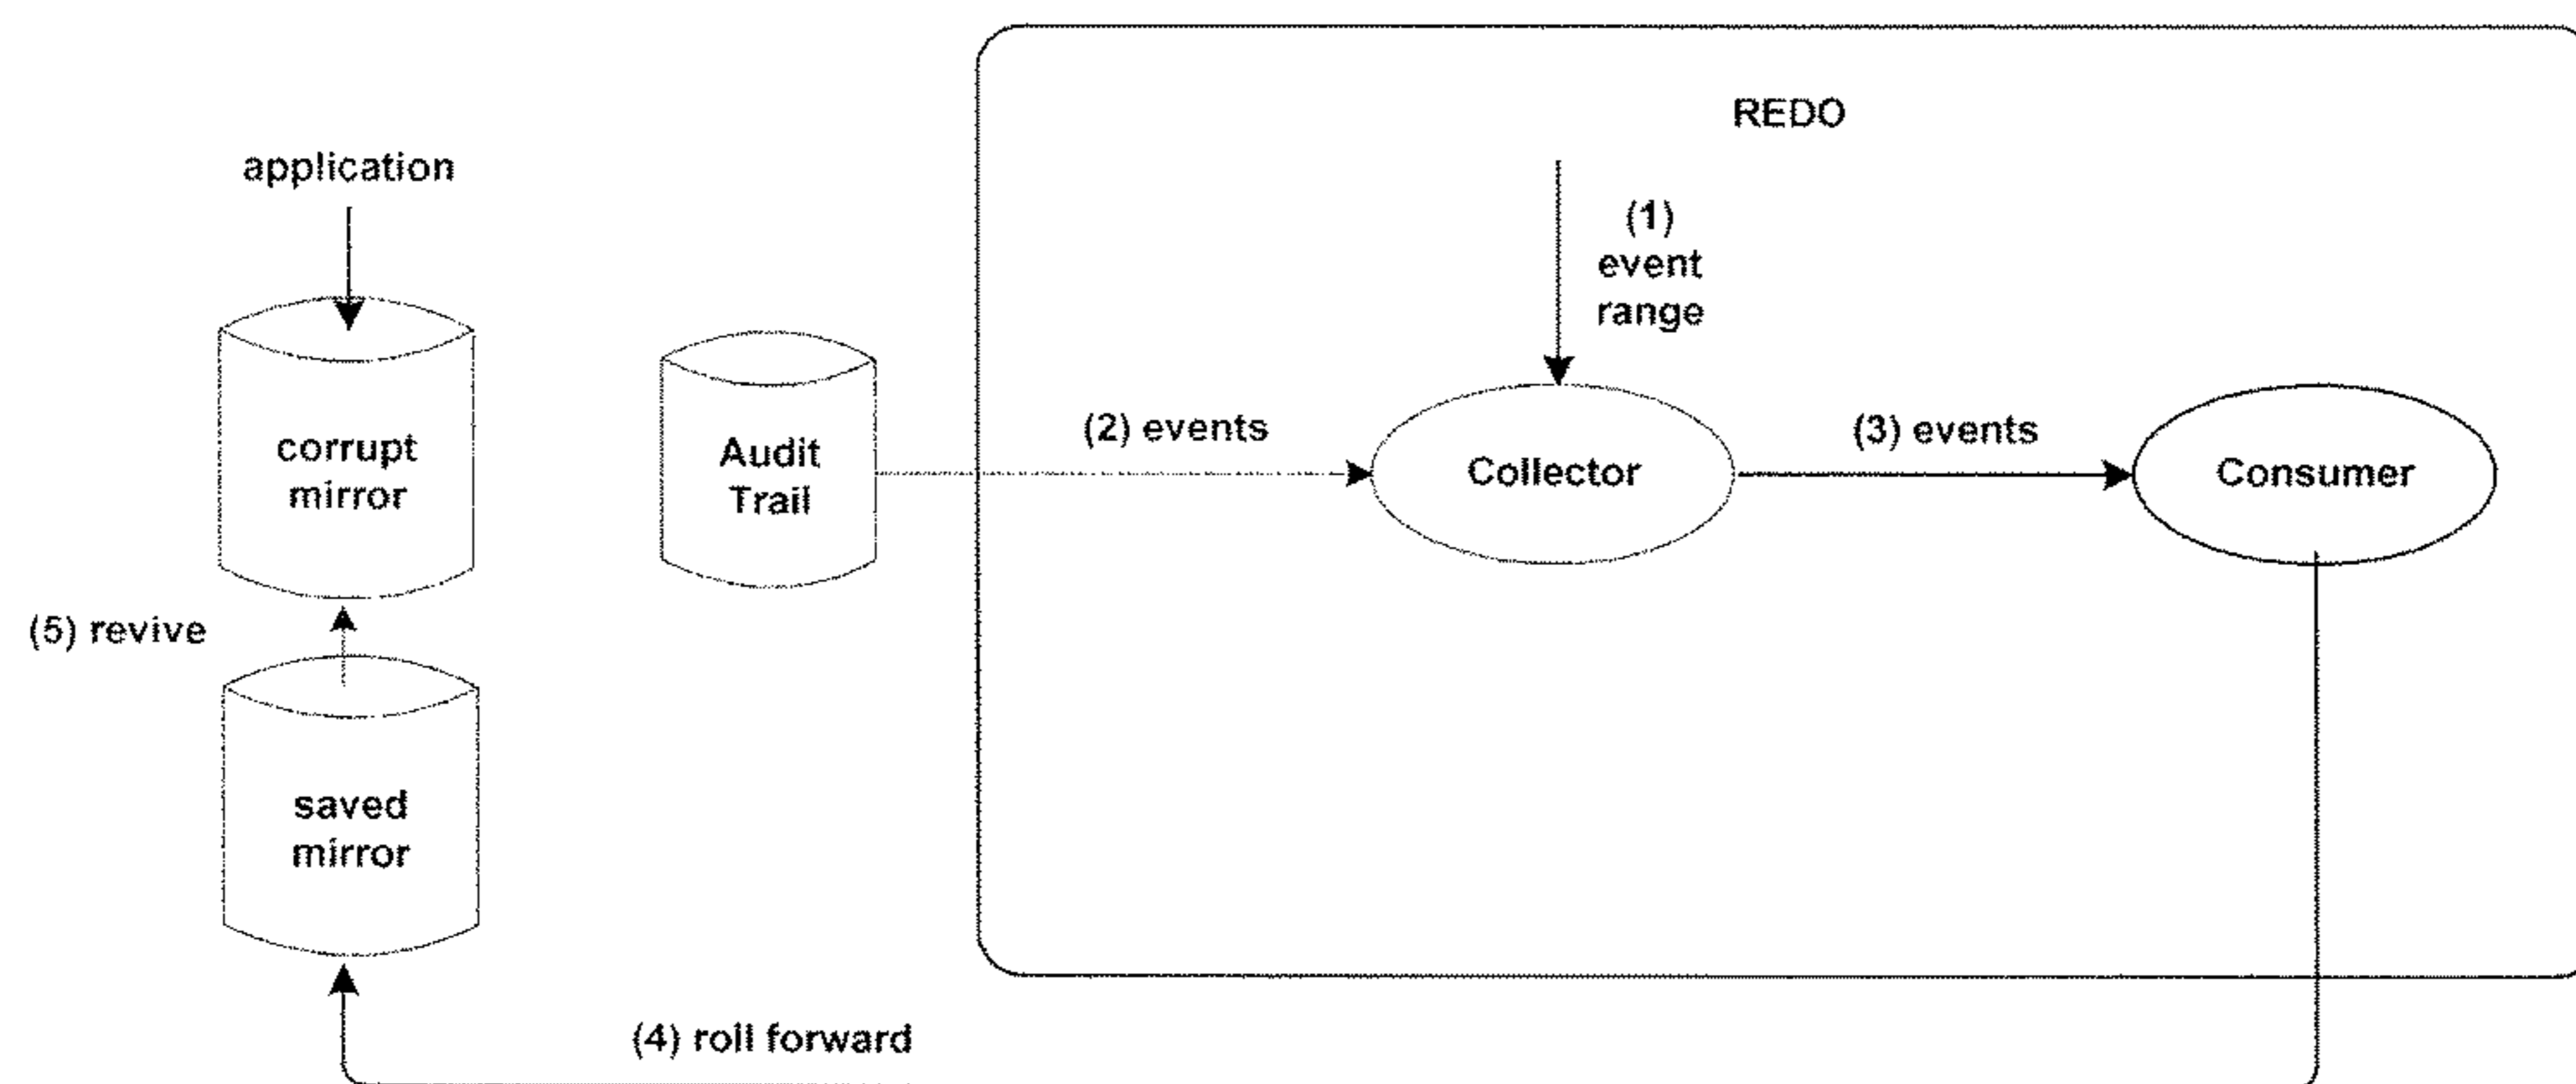 REDO
application
(1)
event
range
corrupt
mirror
Audit
Trail
(2) events
Collector
(3) events
Consumer
(5) revive
saved
mirror
(4) roll forward